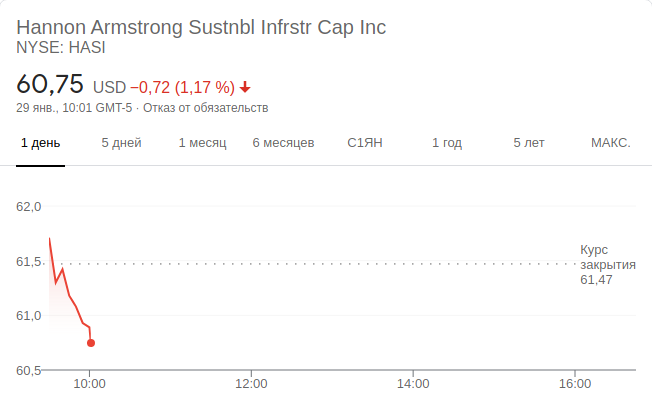 Hannon Armstrong Sustnbl Infrstr Cap Inc
NYSE: HASI
60,75 USD −0,72 (1,17 %)
29 янв., 10:01 GMT-5 · Отказ от обязательств
1 день 5 дней 1 месяц 6 месяцев С1ЯН 1 год 5 лет МАКС.
62,0
61,5
61,0
60,5
Курс
закрытия
61,47
10:00 12:00 14:00 16:00